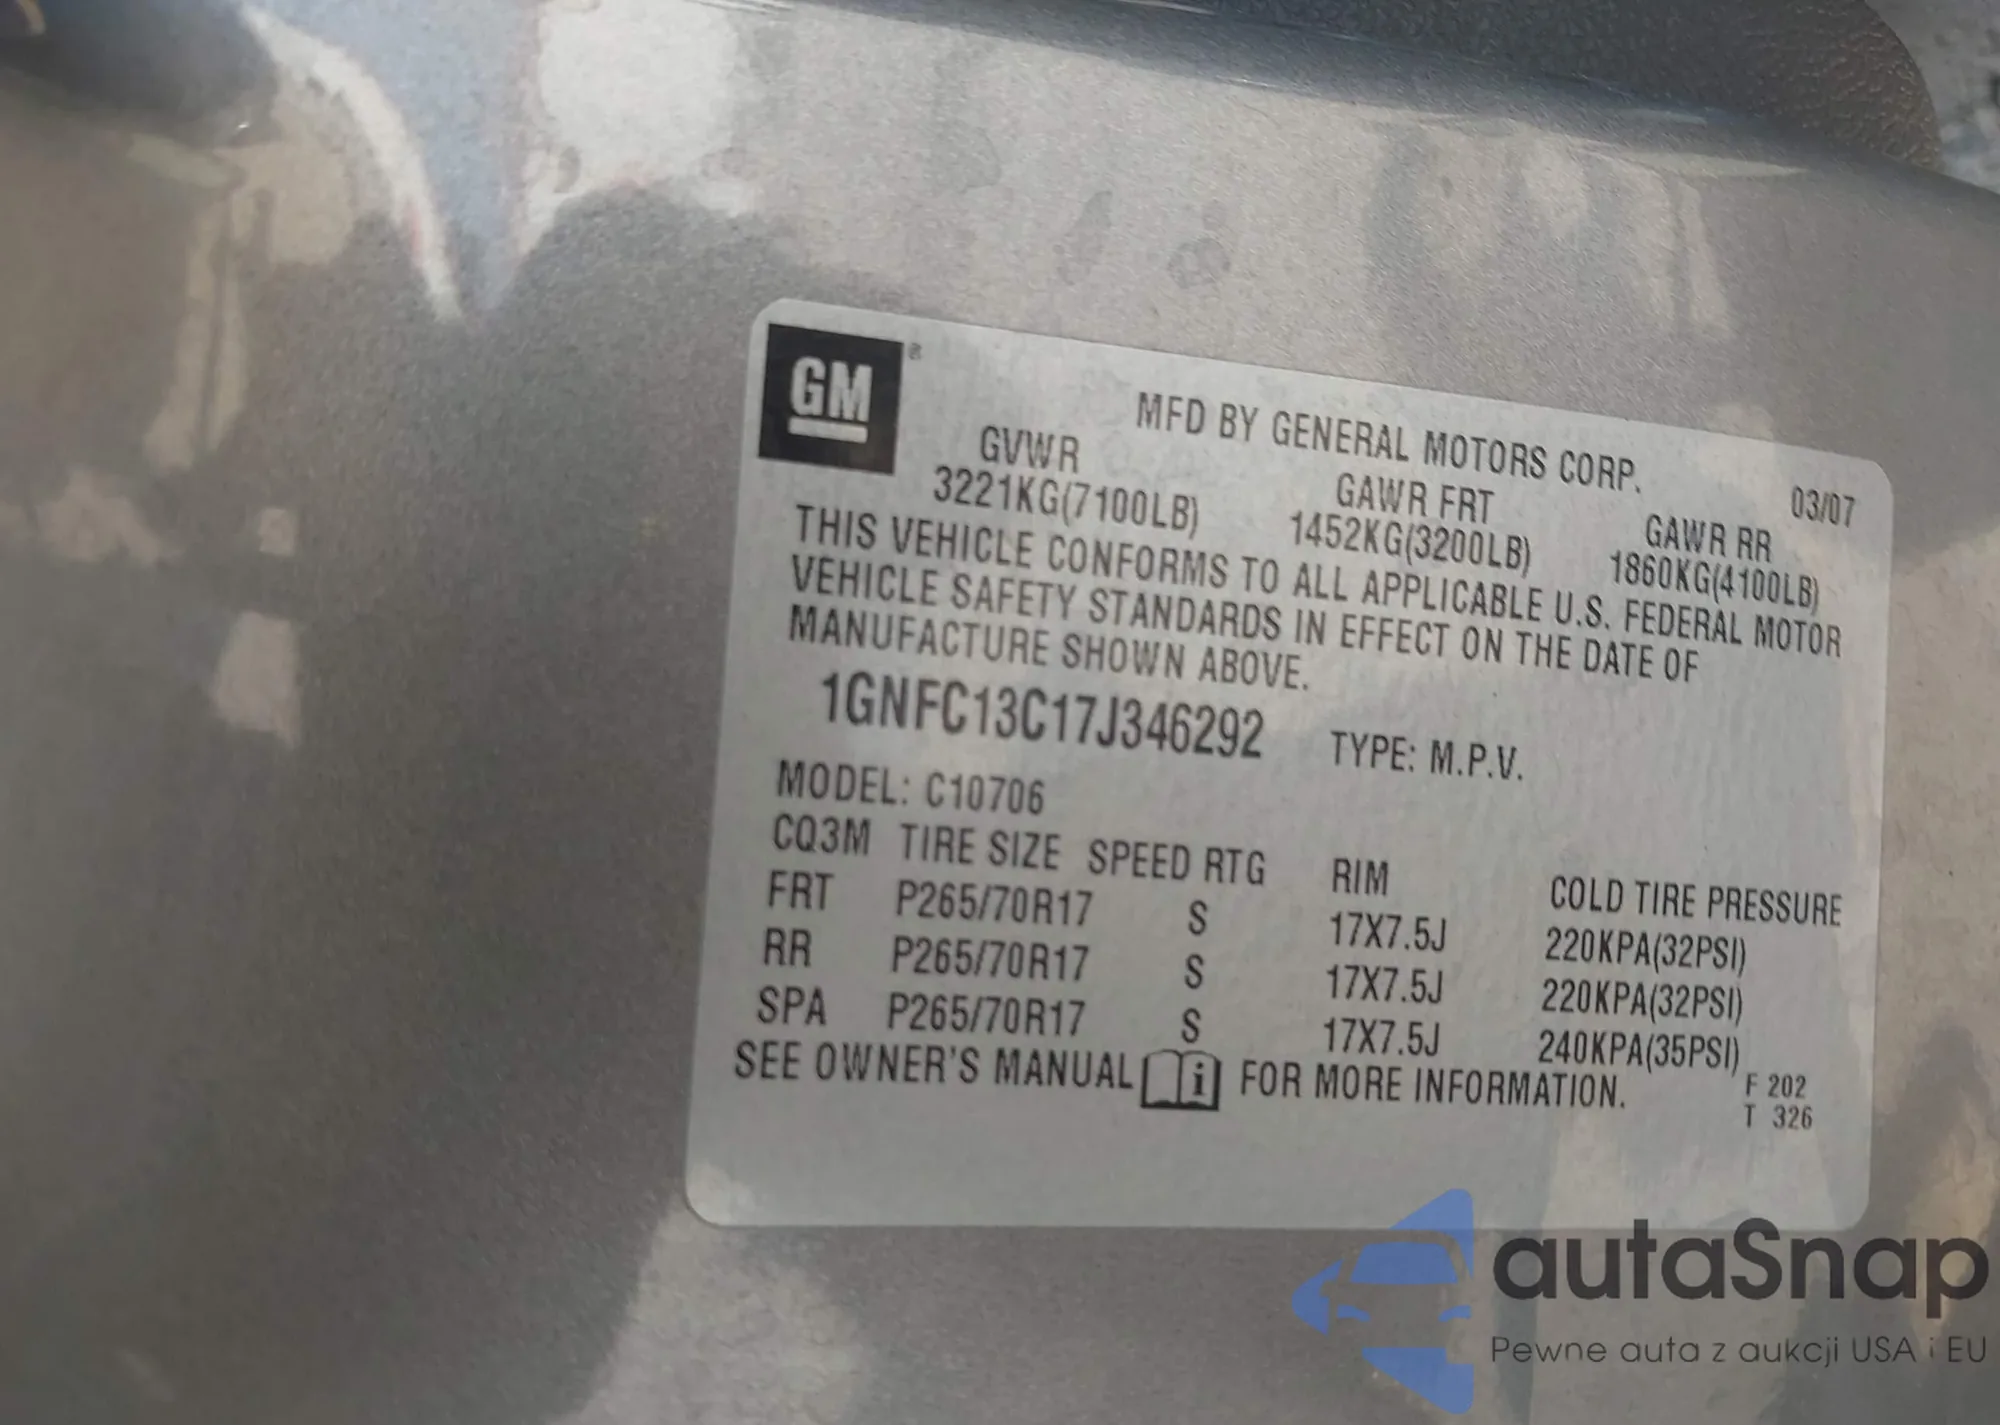 GM
®
MFD BY GENERAL MOTORS CORP. 03/07
GVWR GAWR FRT GAWR RR
3221KG(7100LB) 1452KG(3200LB) 1860KG(4100LB)
THIS VEHICLE CONFORMS TO ALL APPLICABLE U.S. FEDERAL MOTOR
VEHICLE SAFETY STANDARDS IN EFFECT ON THE DATE OF
MANUFACTURE SHOWN ABOVE.
1GNFC13C17J346292 TYPE: M.P.V.
MODEL: C10706
CQ3M TIRE SIZE SPEED RTG RIM COLD TIRE PRESSURE
FRT P265/70R17 S 17X7.5J 220KPA(32PSI)
RR P265/70R17 S 17X7.5J 220KPA(32PSI)
SPA P265/70R17 S 17X7.5J 240KPA(35PSI)
SEE OWNER'S MANUAL i FOR MORE INFORMATION.
F 202
T 326
autaSnap
Pewne auta z aukcji USA i EU